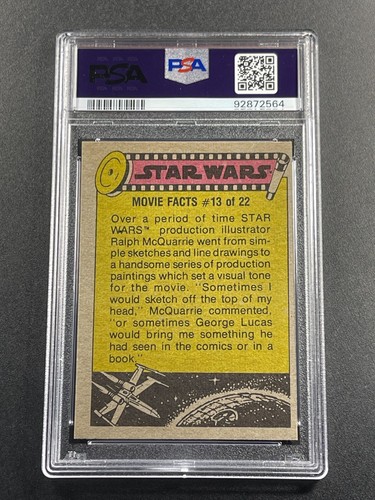 PSA
PSA
92872564
STAR WARS
MOVIE FACTS #13 of 22
Over a period of time STAR
WARS™ production illustrator
Ralph McQuarrie went from sim-
ple sketches and line drawings to
a handsome series of production
paintings which set a visual tone
for the movie. "Sometimes I
would sketch off the top of my
head," McQuarrie commented,
"or sometimes George Lucas
would bring me something he
had seen in the comics or in a
book."